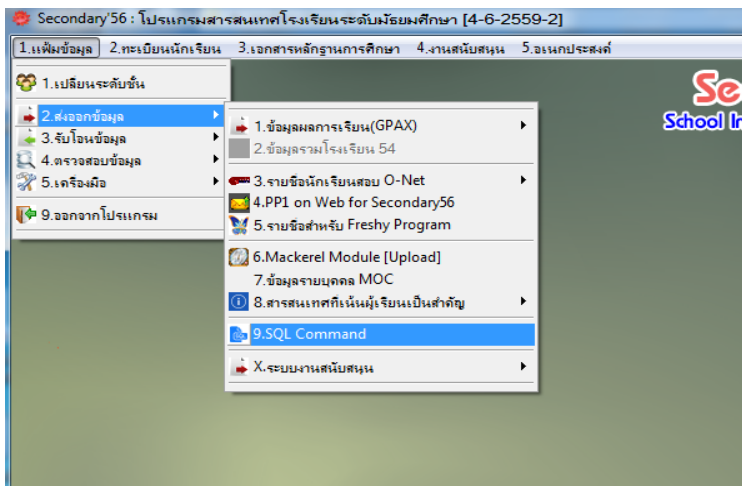 Secondary'56 : โปรแกรมสารสนเทศโรงเรียนระดับมัธยมศึกษา [4-6-2559-2]
1.แฟ้มข้อมูล 2.ทะเบียนนักเรียน 3.เอกสารหลักฐานการศึกษา 4.งานสนับสนุน 5.อเนกประสงค์
1.เปลี่ยนระดับชั้น
2.ส่งออกข้อมูล
3.รับโอนข้อมูล
4.ตรวจสอบข้อมูล
5.เครื่องมือ
9.ออกจากโปรแกรม
1.ข้อมูลผลการเรียน(GPAX)
2.ข้อมูลรวมโรงเรียน 54
3.รายชื่อนักเรียนสอบ O-Net
4.PP1 on Web for Secondary56
5.รายชื่อสำหรับ Freshy Program
6.Mackerel Module [Upload]
7.ข้อมูลรายบุคคล MOC
8.สารสนเทศที่เน้นผู้เรียนเป็นสำคัญ
9.SQL Command
X.ระบบงานสนับสนุน
Se
School In